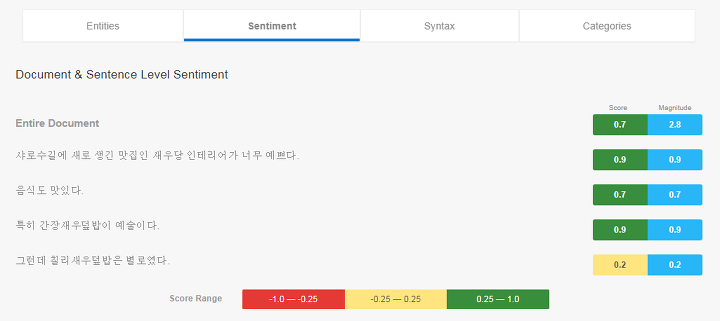 Entities Sentiment Syntax Categories
Document & Sentence Level Sentiment
Score Magnitude
Entire Document 0.7 2.8
샤로수길에 새로 생긴 맛집인 새우당 인테리어가 너무 예쁘다. 0.9 0.9
음식도 맛있다. 0.7 0.7
특히 간장새우덮밥이 예술이다. 0.9 0.9
그런데 칠리새우덮밥은 별로였다. 0.2 0.2
Score Range -1.0 — -0.25 -0.25 — 0.25 0.25 — 1.0